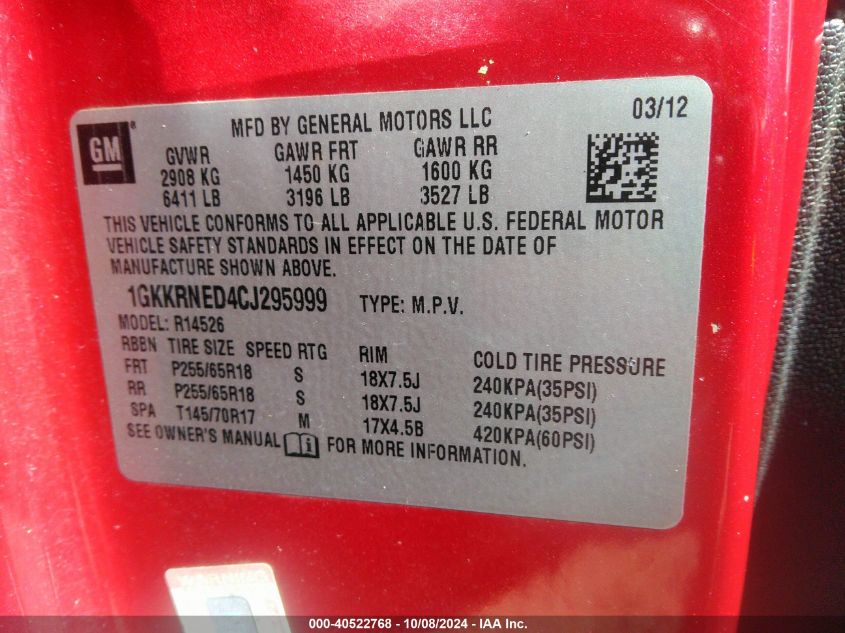 03/12
GM
MFD BY GENERAL MOTORS LLC
GVWR GAWR FRT GAWR RR
2908 KG 1450 KG 1600 KG
6411 LB 3196 LB 3527 LB
THIS VEHICLE CONFORMS TO ALL APPLICABLE U.S. FEDERAL MOTOR
VEHICLE SAFETY STANDARDS IN EFFECT ON THE DATE OF
MANUFACTURE SHOWN ABOVE.
1GKKRNED4CJ295999 TYPE: M.P.V.
MODEL: R14526
RBBN TIRE SIZE SPEED RTG RIM COLD TIRE PRESSURE
FRT P255/65R18 S 18X7.5J 240KPA(35PSI)
RR P255/65R18 S 18X7.5J 240KPA(35PSI)
SPA T145/70R17 M 17X4.5B 420KPA(60PSI)
SEE OWNER'S MANUAL i FOR MORE INFORMATION.
WARNING
000-40522768 - 10/08/2024 - IAA Inc.